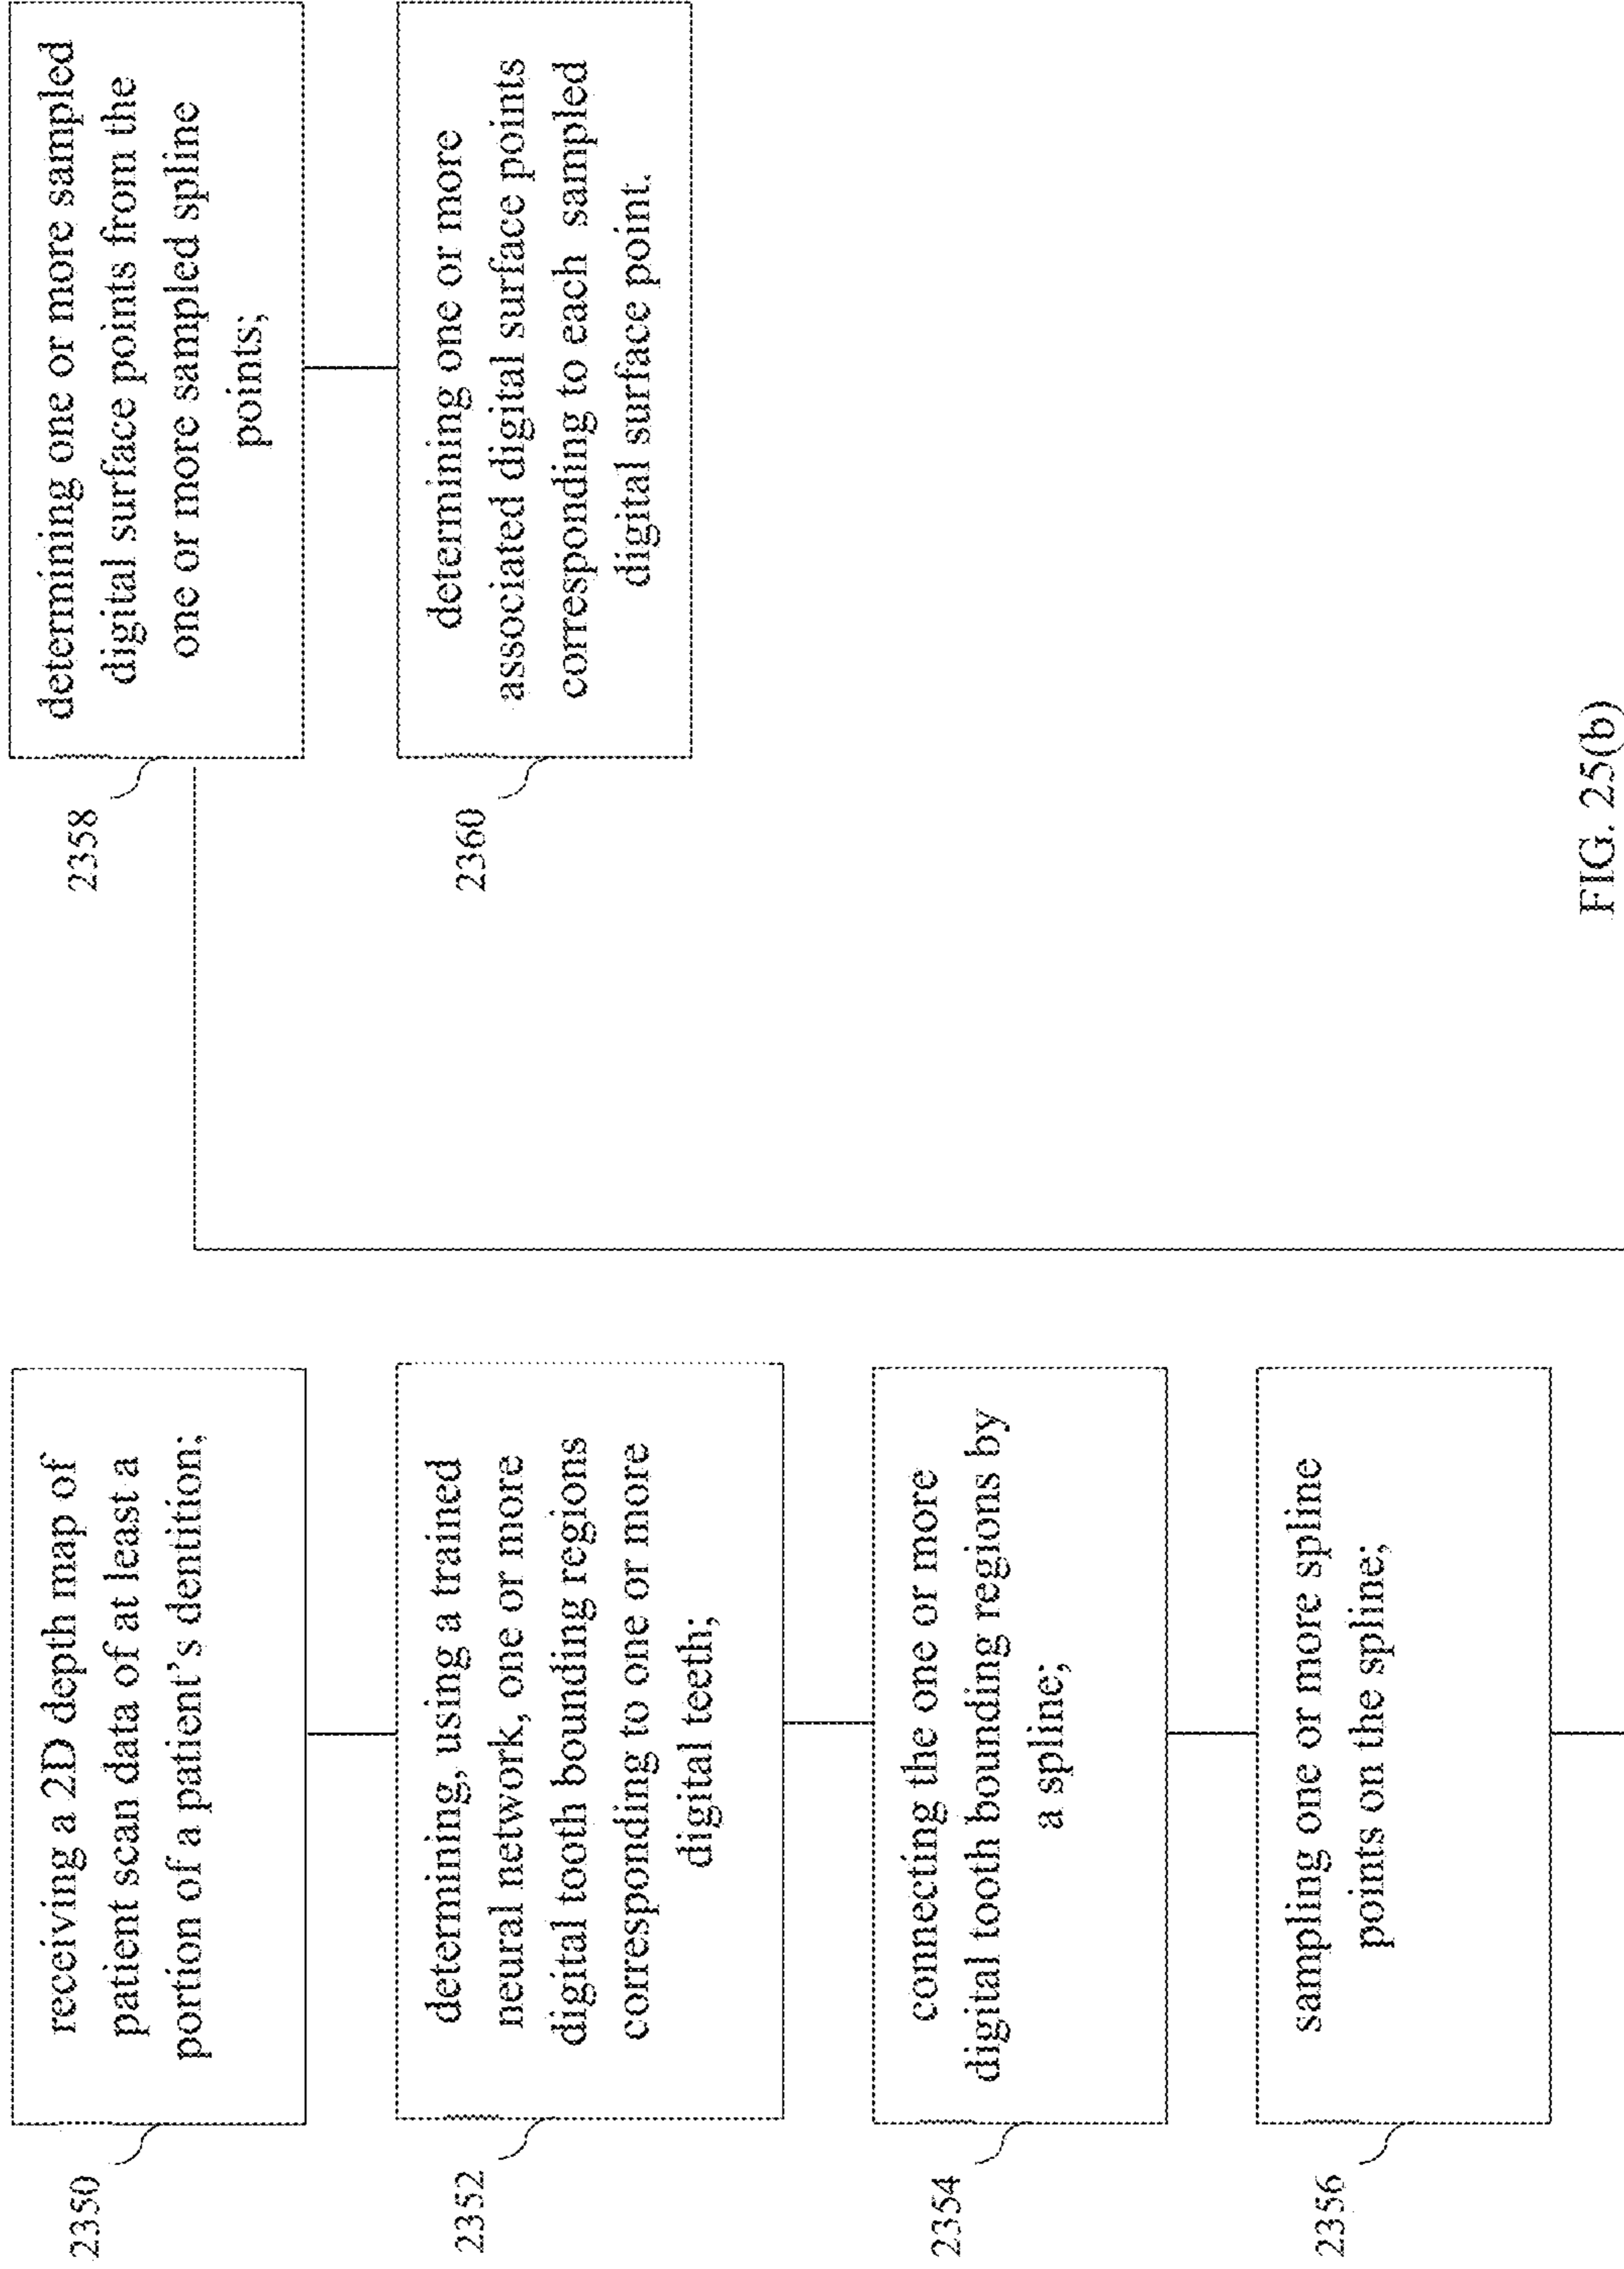 2350
receiving a 2D depth map of
patient scan data of at least a
portion of a patient's dentition;
2352
determining, using a trained
neural network, one or more
digital tooth bounding regions
corresponding to one or more
digital teeth;
2354
connecting the one or more
digital tooth bounding regions by
a spline;
2356
sampling one or more spline
points on the spline;
2358
determining one or more sampled
digital surface points from the
one or more sampled spline
points;
2360
determining one or more
associated digital surface points
corresponding to each sampled
digital surface point.
FIG. 25(b)